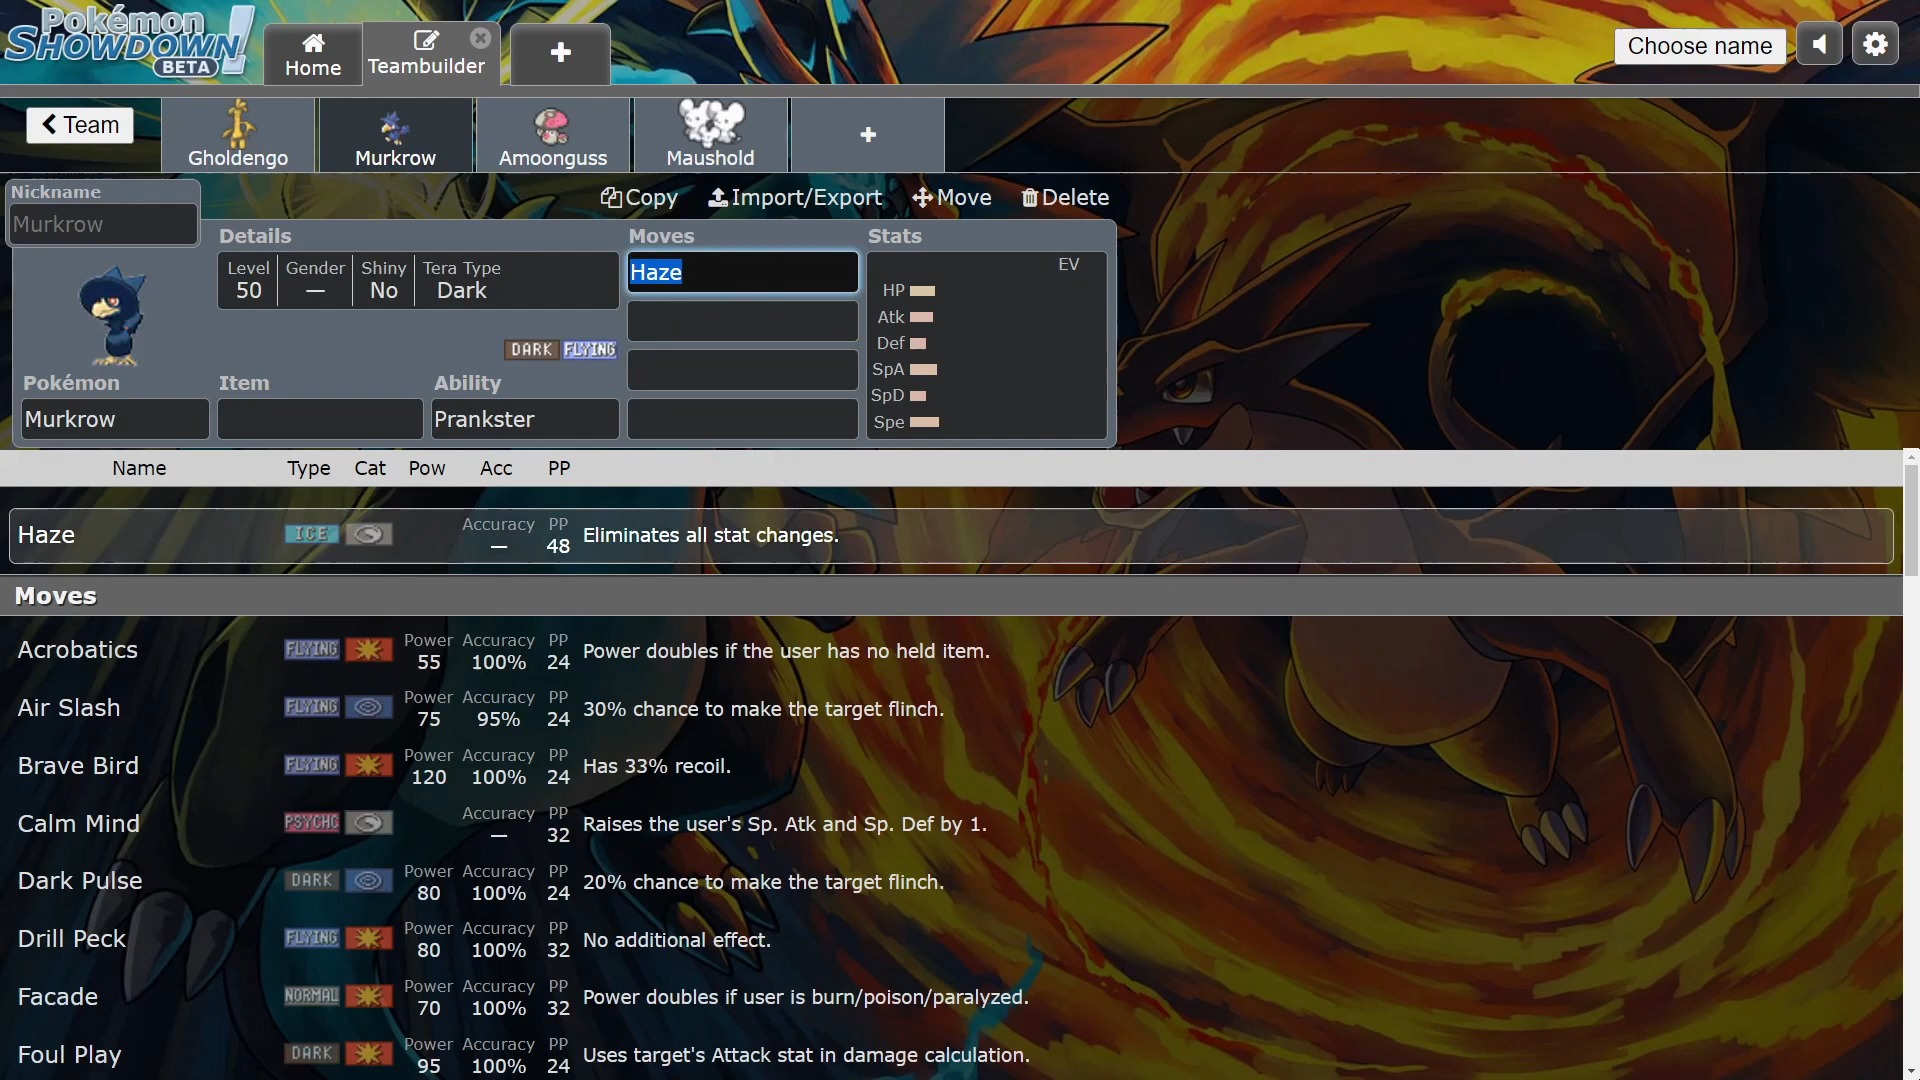 Pokémon
SHOWDOWN!
BETA
Home
Teambuilder
Choose name
Team
Gholdengo
Murkrow
Amoonguss
Maushold
Nickname
Murkrow
Copy
Import/Export
Move
Delete
Details
Moves
Stats
Level
50
Gender
—
Shiny
No
Tera Type
Dark
Haze
EV
HP
Atk
Def
SpA
SpD
Spe
DARK FLYING
Pokémon
Item
Ability
Murkrow
Prankster
Name Type Cat Pow Acc PP
Haze ICE Accuracy — PP 48 Eliminates all stat changes.
Moves
Acrobatics FLYING Power 55 Accuracy 100% PP 24 Power doubles if the user has no held item.
Air Slash FLYING Power 75 Accuracy 95% PP 24 30% chance to make the target flinch.
Brave Bird FLYING Power 120 Accuracy 100% PP 24 Has 33% recoil.
Calm Mind PSYCHC Accuracy — PP 32 Raises the user's Sp. Atk and Sp. Def by 1.
Dark Pulse DARK Power 80 Accuracy 100% PP 24 20% chance to make the target flinch.
Drill Peck FLYING Power 80 Accuracy 100% PP 32 No additional effect.
Facade NORMAL Power 70 Accuracy 100% PP 32 Power doubles if user is burn/poison/paralyzed.
Foul Play DARK Power 95 Accuracy 100% PP 24 Uses target's Attack stat in damage calculation.